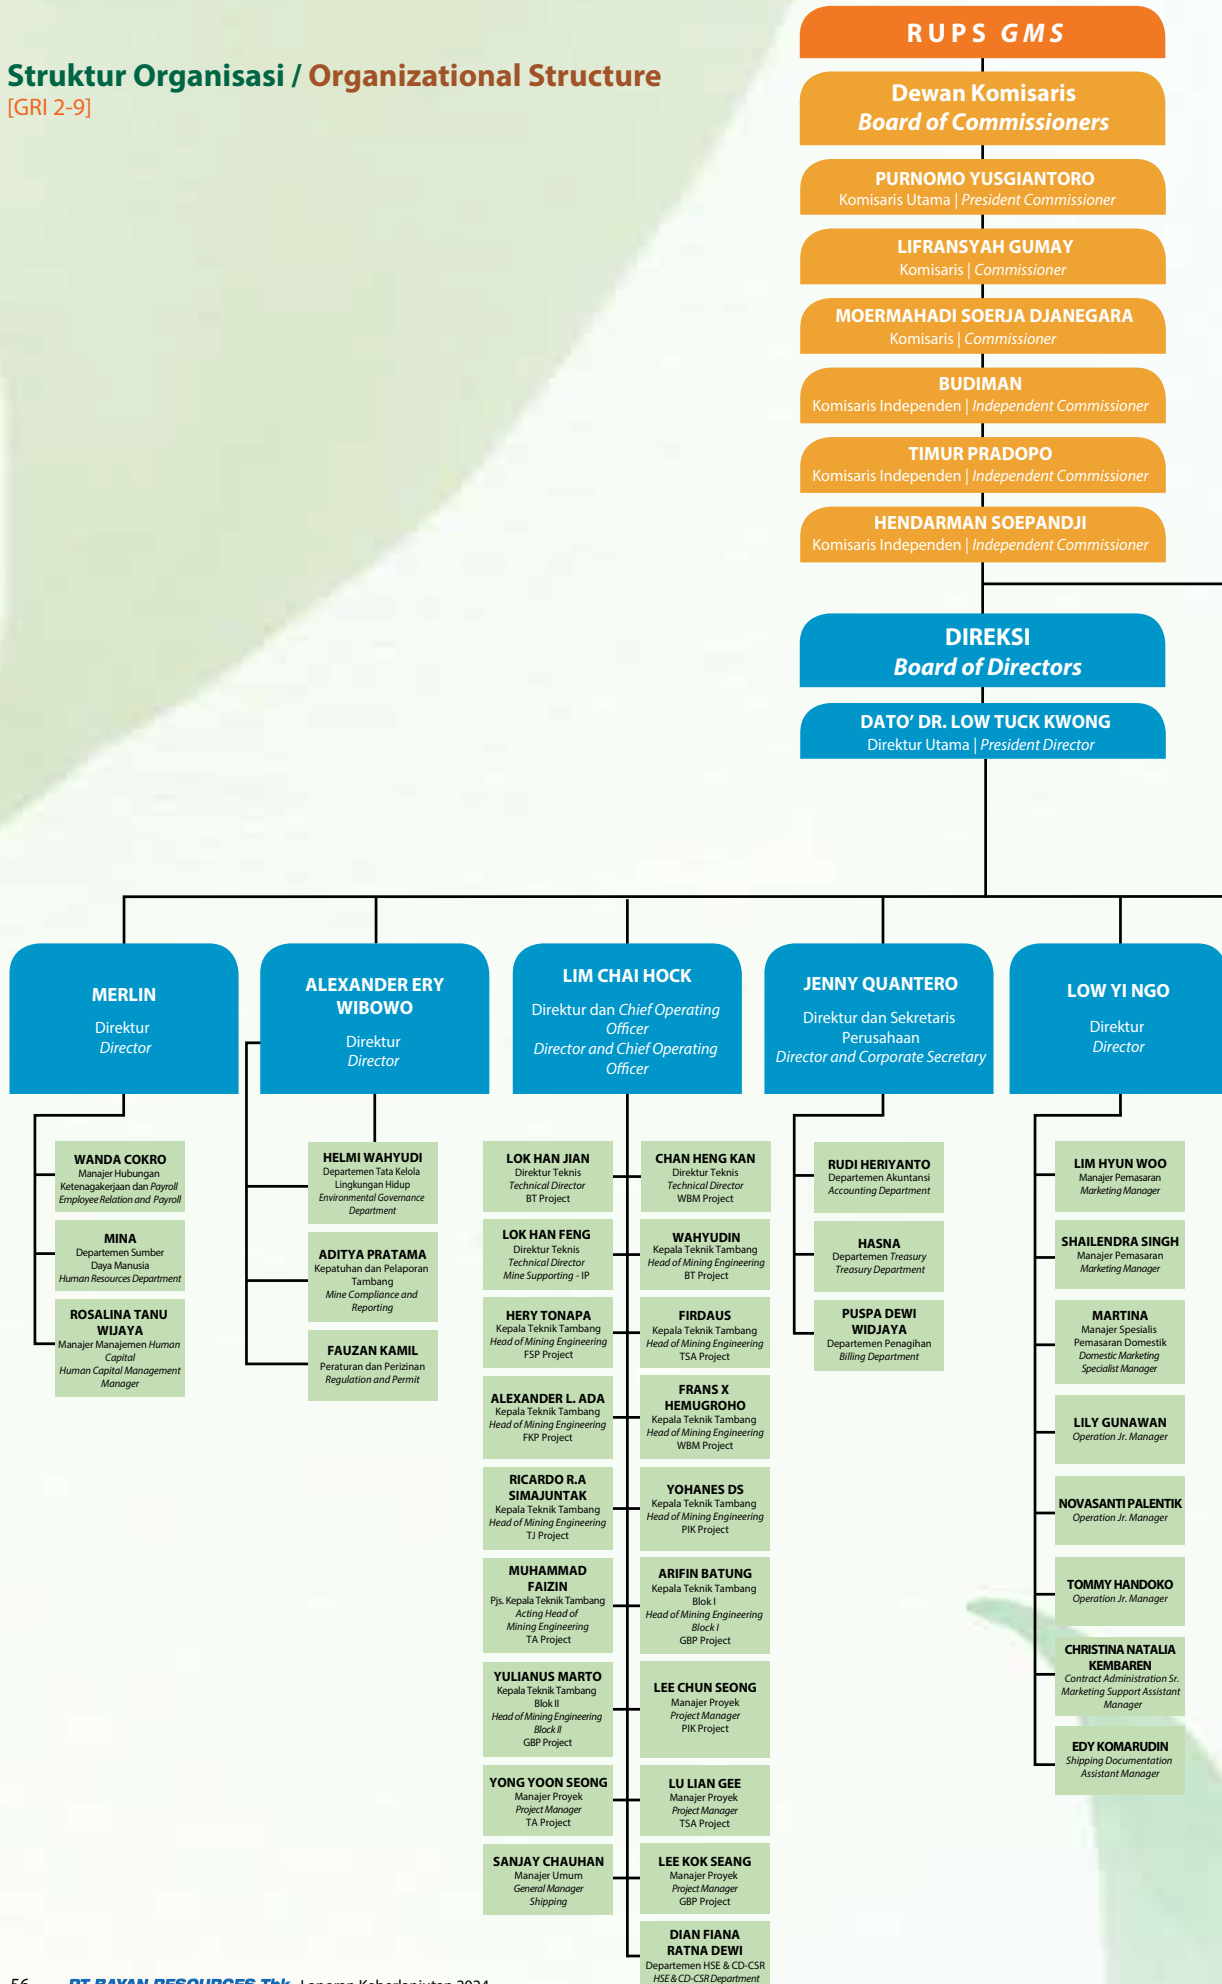 RUPS GMS
Struktur Organisasi / Organizational Structure
[GRI 2-9]
Dewan Komisaris
Board of Commissioners
PURNOMO YUSGIANTORO
Komisaris Utama | President Commissioner
LIFRANSYAH GUMAY
Komisaris | Commissioner
MOERMAHADI SOERJA DJANEGARA
Komisaris | Commissioner
BUDIMAN
Komisaris Independen | Independent Commissioner
TIMUR PRADOPO
Komisaris Independen | Independent Commissioner
HENDARMAN SOEPANDJI
Komisaris Independen | Independent Commissioner
DIREKSI
Board of Directors
DATO’ DR. LOW TUCK KWONG
Direktur Utama | President Director
MERLIN
Direktur
Director
WANDA COKRO
Manajer Hubungan
Ketenagakerjaan dan Payroll
Employee Relation and Payroll
MINA
Departemen Sumber
Daya Manusia
Human Resources Department
ROSALINA TANU
WIJAYA
Manajer Manajemen Human
Capital
Human Capital Management
Manager
ALEXANDER ERY
WIBOWO
Direktur
Director
HELMI WAHYUDI
Departemen Tata Kelola
Lingkungan Hidup
Environmental Governance
Department
ADITYA PRATAMA
Kepatuhan dan Pelaporan
Tambang
Mine Compliance and
Reporting
FAUZAN KAMIL
Peraturan dan Perizinan
Regulation and Permit
LIM CHAI HOCK
Direktur dan Chief Operating
Officer
Director and Chief Operating
Officer
LOK HAN JIAN
Direktur Teknis
Technical Director
BT Project
CHAN HENG KAN
Direktur Teknis
Technical Director
WBM Project
LOK HAN FENG
Direktur Teknis
Technical Director
Mine Supporting - IP
WAHYUDIN
Kepala Teknik Tambang
Head of Mining Engineering
BT Project
HERY TONAPA
Kepala Teknik Tambang
Head of Mining Engineering
FSP Project
FIRDAUS
Kepala Teknik Tambang
Head of Mining Engineering
TSA Project
ALEXANDER L. ADA
Kepala Teknik Tambang
Head of Mining Engineering
FKP Project
FRANS X
HEMUGROHO
Kepala Teknik Tambang
Head of Mining Engineering
WBM Project
RICARDO R.A
SIMAJUNTAK
Kepala Teknik Tambang
Head of Mining Engineering
TJ Project
YOHANES DS
Kepala Teknik Tambang
Head of Mining Engineering
PIK Project
MUHAMMAD
FAIZIN
Pjs. Kepala Teknik Tambang
Acting Head of
Mining Engineering
TA Project
ARIFIN BATUNG
Kepala Teknik Tambang
Blok I
Head of Mining Engineering
Block I
GBP Project
YULIANUS MARTO
Kepala Teknik Tambang
Blok II
Head of Mining Engineering
Block II
GBP Project
LEE CHUN SEONG
Manajer Proyek
Project Manager
PIK Project
YONG YOON SEONG
Manajer Proyek
Project Manager
TA Project
LU LIAN GEE
Manajer Proyek
Project Manager
TSA Project
SANJAY CHAUHAN
Manajer Umum
General Manager
Shipping
LEE KOK SEANG
Manajer Proyek
Project Manager
GBP Project
DIAN FIANA
RATNA DEWI
Departemen HSE & CD-CSR
HSE & CD-CSR Department
JENNY QUANTERO
Direktur dan Sekretaris
Perusahaan
Director and Corporate Secretary
RUDI HERIYANTO
Departemen Akuntansi
Accounting Department
HASNA
Departemen Treasury
Treasury Department
PUSPA DEWI
WIDJAYA
Departemen Penagihan
Billing Department
LOW YI NGO
Direktur
Director
LIM HYUN WOO
Manajer Pemasaran
Marketing Manager
SHAILENDRA SINGH
Manajer Pemasaran
Marketing Manager
MARTINA
Manajer Spesialis
Pemasaran Domestik
Domestic Marketing
Specialist Manager
LILY GUNAWAN
Operation Jr. Manager
NOVASANTI PALENTIK
Operation Jr. Manager
TOMMY HANDOKO
Operation Jr. Manager
CHRISTINA NATALIA
KEMBAREN
Contract Administration Sr.
Marketing Support Assistant
Manager
EDY KOMARUDIN
Shipping Documentation
Assistant Manager
56 PT BAYAN RESOURCES Tbk Laporan Keberlanjutan 2024